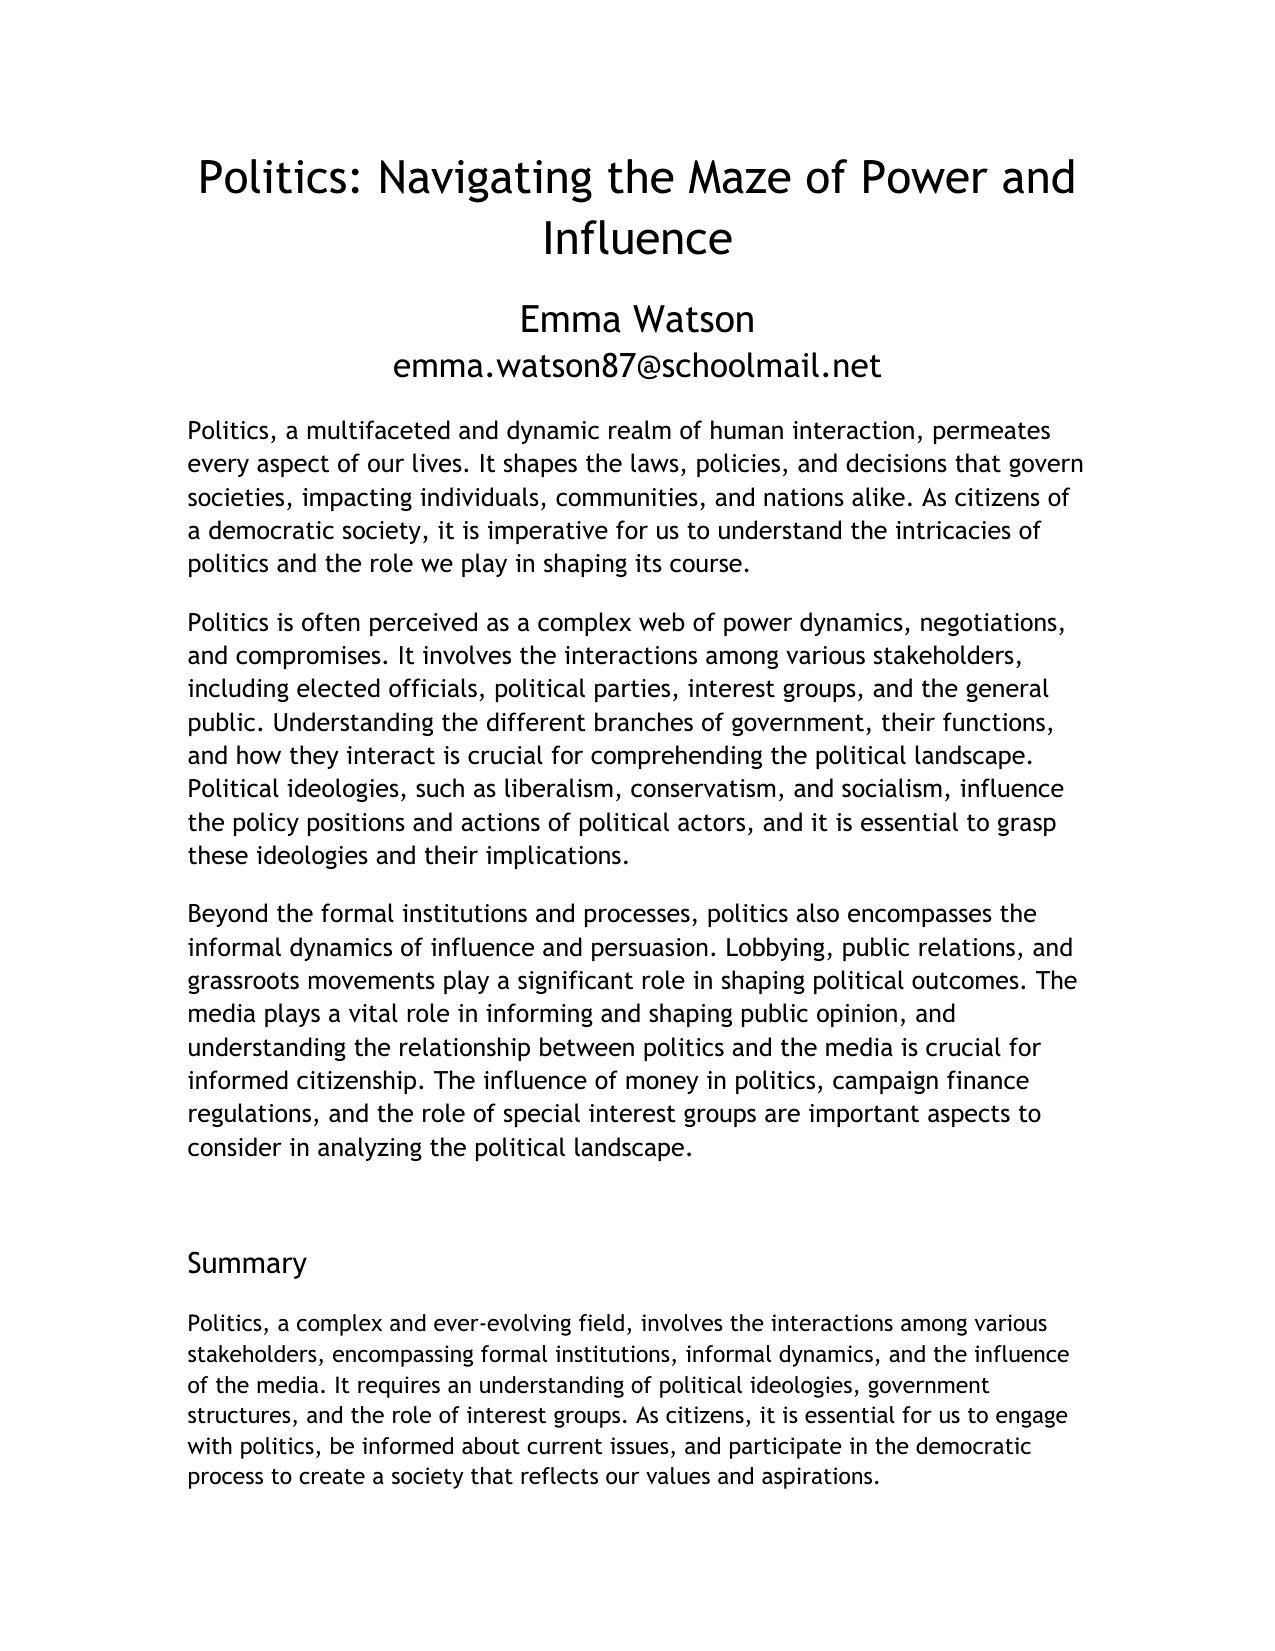 Politics: Navigating the Maze of Power and
Influence
Emma Watson
emma.watson87@schoolmail.net
Politics, a multifaceted and dynamic realm of human interaction, permeates
every aspect of our lives. It shapes the laws, policies, and decisions that govern
societies, impacting individuals, communities, and nations alike. As citizens of
a democratic society, it is imperative for us to understand the intricacies of
politics and the role we play in shaping its course.
Politics is often perceived as a complex web of power dynamics, negotiations,
and compromises. It involves the interactions among various stakeholders,
including elected officials, political parties, interest groups, and the general
public. Understanding the different branches of government, their functions,
and how they interact is crucial for comprehending the political landscape.
Political ideologies, such as liberalism, conservatism, and socialism, influence
the policy positions and actions of political actors, and it is essential to grasp
these ideologies and their implications.
Beyond the formal institutions and processes, politics also encompasses the
informal dynamics of influence and persuasion. Lobbying, public relations, and
grassroots movements play a significant role in shaping political outcomes. The
media plays a vital role in informing and shaping public opinion, and
understanding the relationship between politics and the media is crucial for
informed citizenship. The influence of money in politics, campaign finance
regulations, and the role of special interest groups are important aspects to
consider in analyzing the political landscape.
Summary
Politics, a complex and ever-evolving field, involves the interactions among various
stakeholders, encompassing formal institutions, informal dynamics, and the influence
of the media. It requires an understanding of political ideologies, government
structures, and the role of interest groups. As citizens, it is essential for us to engage
with politics, be informed about current issues, and participate in the democratic
process to create a society that reflects our values and aspirations.